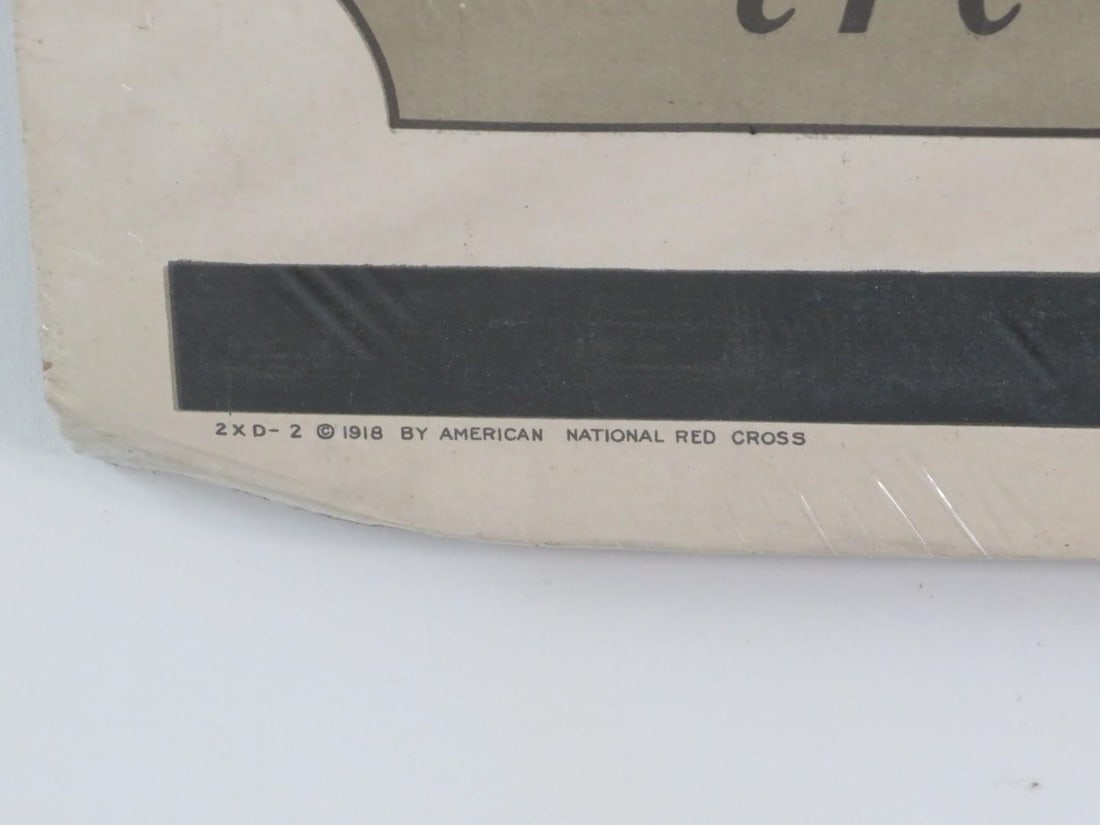 2XD-2 © 1918 BY AMERICAN NATIONAL RED CROSS